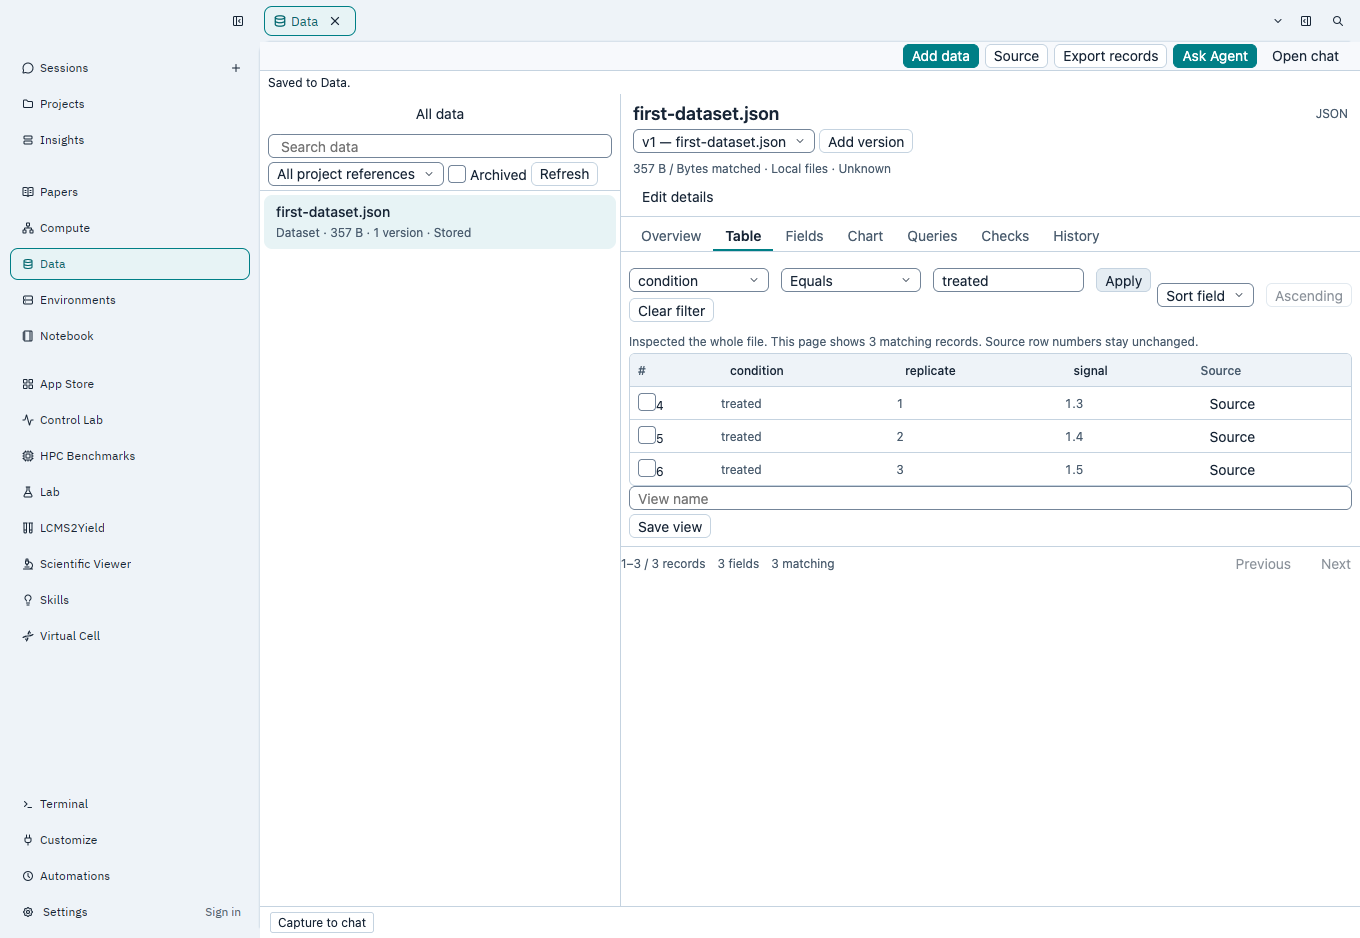 Data
Add data
Source
Export records
Ask Agent
Open chat
Sessions
Projects
Insights
Papers
Compute
Data
Environments
Notebook
App Store
Control Lab
HPC Benchmarks
Lab
LCMS2Yield
Scientific Viewer
Skills
Virtual Cell
Terminal
Customize
Automations
Settings
Sign in
Saved to Data.
All data
Search data
All project references
Archived
Refresh
first-dataset.json
Dataset · 357 B · 1 version · Stored
first-dataset.json
JSON
v1 — first-dataset.json
Add version
357 B / Bytes matched · Local files · Unknown
Edit details
Overview Table Fields Chart Queries Checks History
condition Equals treated Apply
Sort field Ascending
Clear filter
Inspected the whole file. This page shows 3 matching records. Source row numbers stay unchanged.
# condition replicate signal Source
4 treated 1 1.3 Source
5 treated 2 1.4 Source
6 treated 3 1.5 Source
View name
Save view
1–3 / 3 records 3 fields 3 matching
Previous Next
Capture to chat